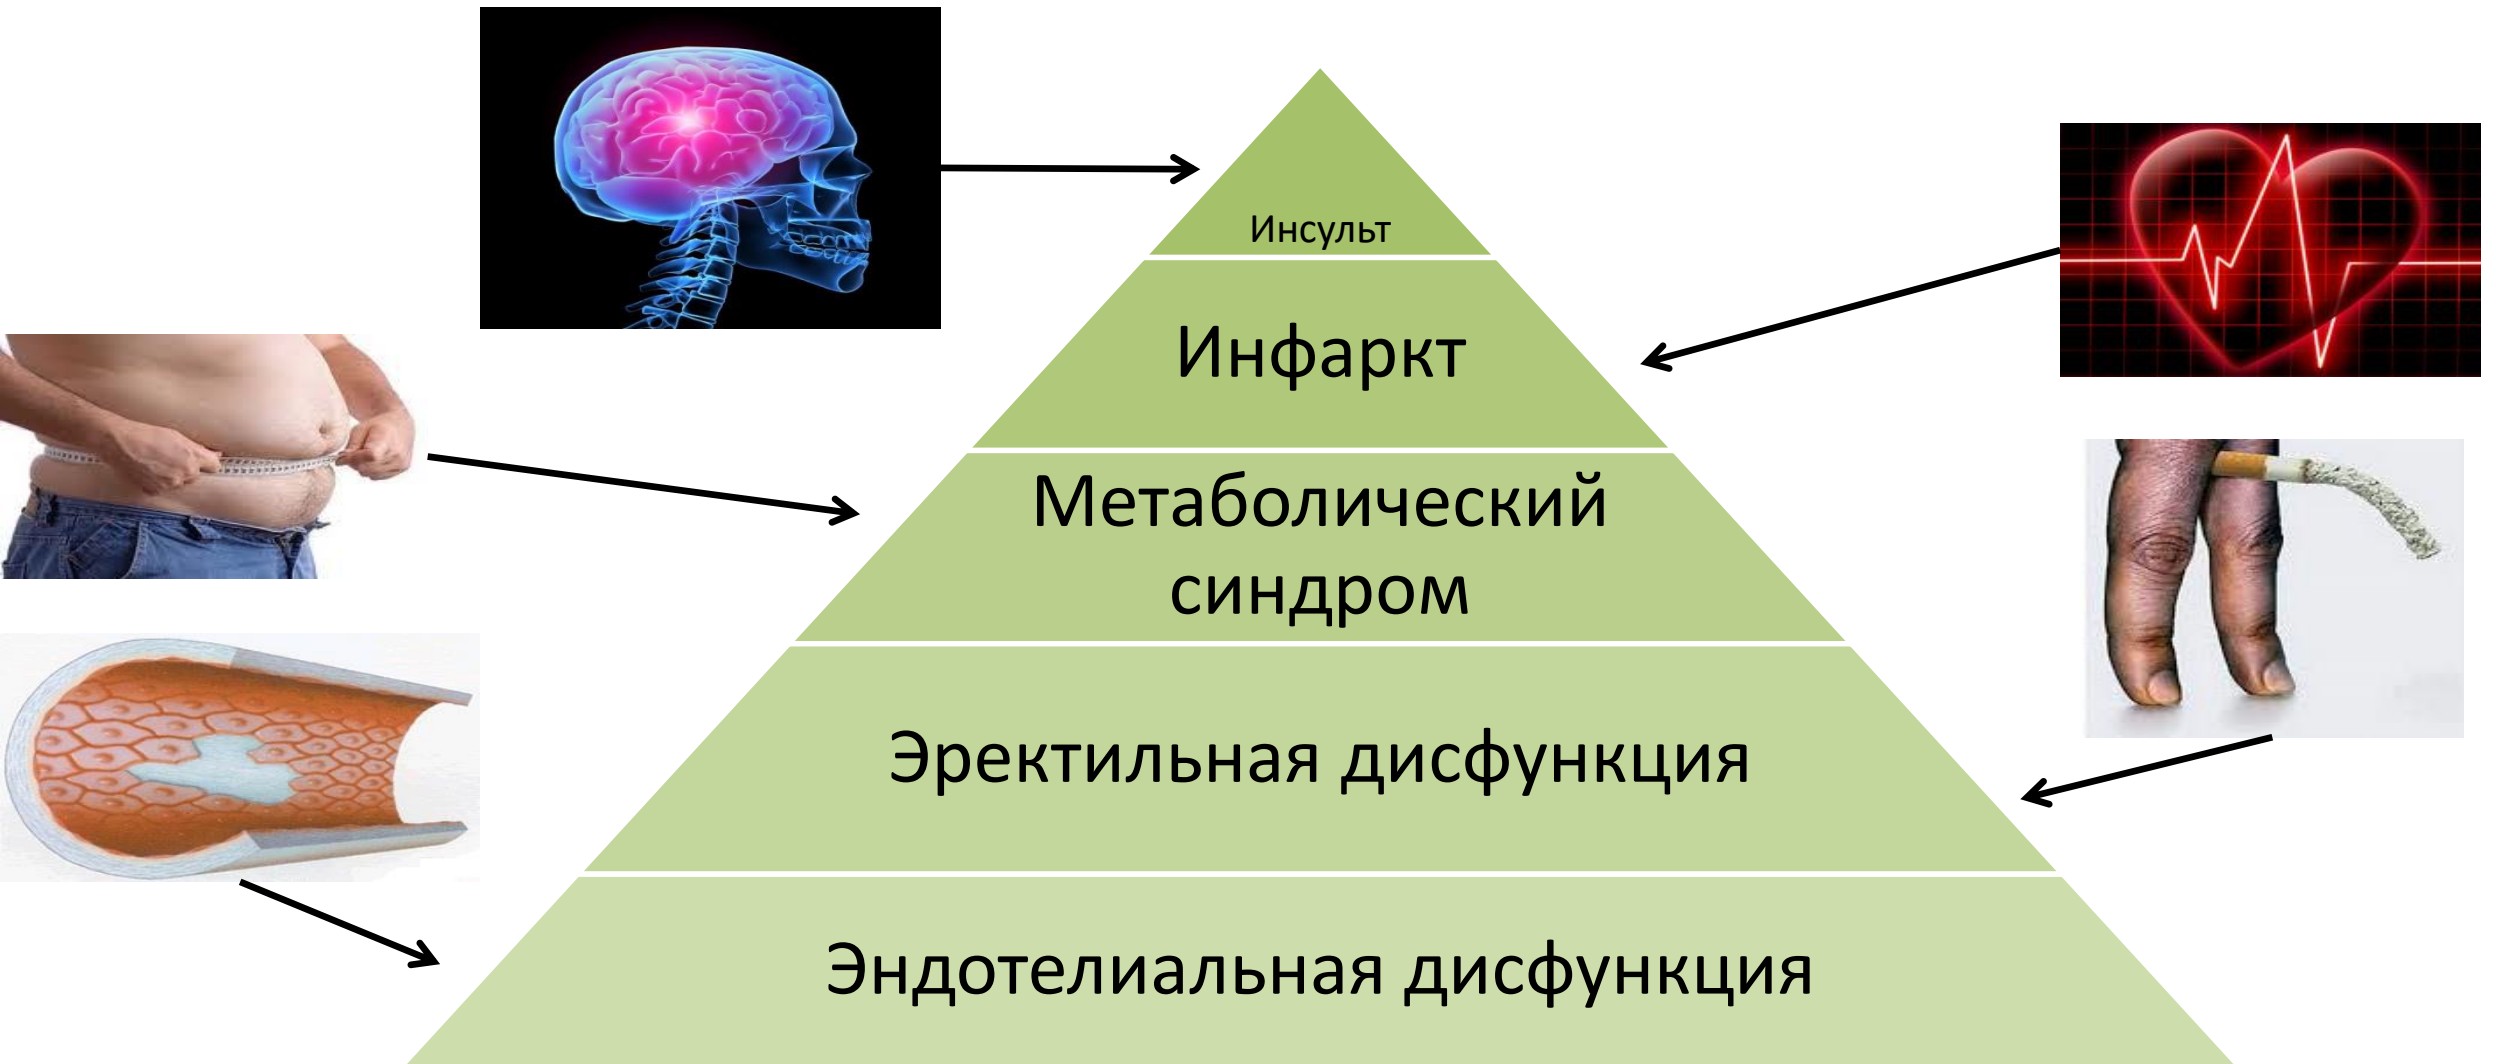 Инсульт
Инфаркт
Метаболический
синдром
Эректильная дисфункция
Эндотелиальная дисфункция